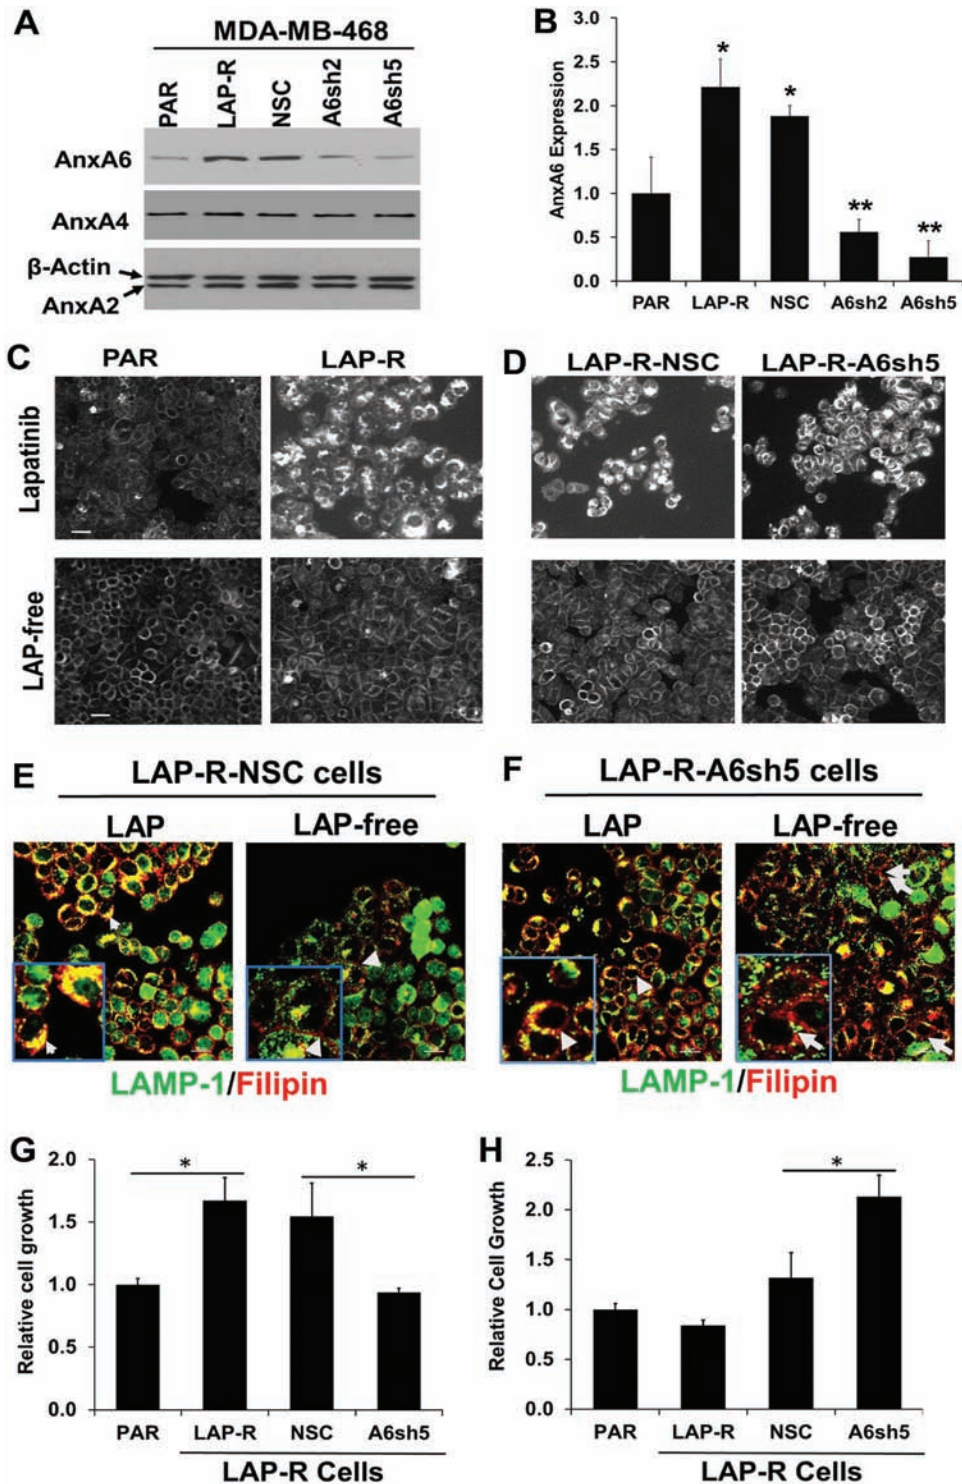 A
MDA-MB-468
PAR
LAP-R
NSC
A6sh2
A6sh5
AnxA6
AnxA4
β-Actin
AnxA2
B
AnxA6 Expression
3.0
2.5
2.0
1.5
1.0
0.5
0.0
*
*
**
**
PAR
LAP-R
NSC
A6sh2
A6sh5
C
PAR
LAP-R
Lapatinib
LAP-free
D
LAP-R-NSC
LAP-R-A6sh5
E
LAP-R-NSC cells
LAP
LAP-free
LAMP-1/Filipin
F
LAP-R-A6sh5 cells
LAP
LAP-free
LAMP-1/Filipin
G
Relative cell growth
2.0
1.5
1.0
0.5
0.0
*
*
PAR
LAP-R
NSC
A6sh5
LAP-R Cells
H
Relative Cell Growth
2.5
2.0
1.5
1.0
0.5
0.0
*
PAR
LAP-R
NSC
A6sh5
LAP-R Cells